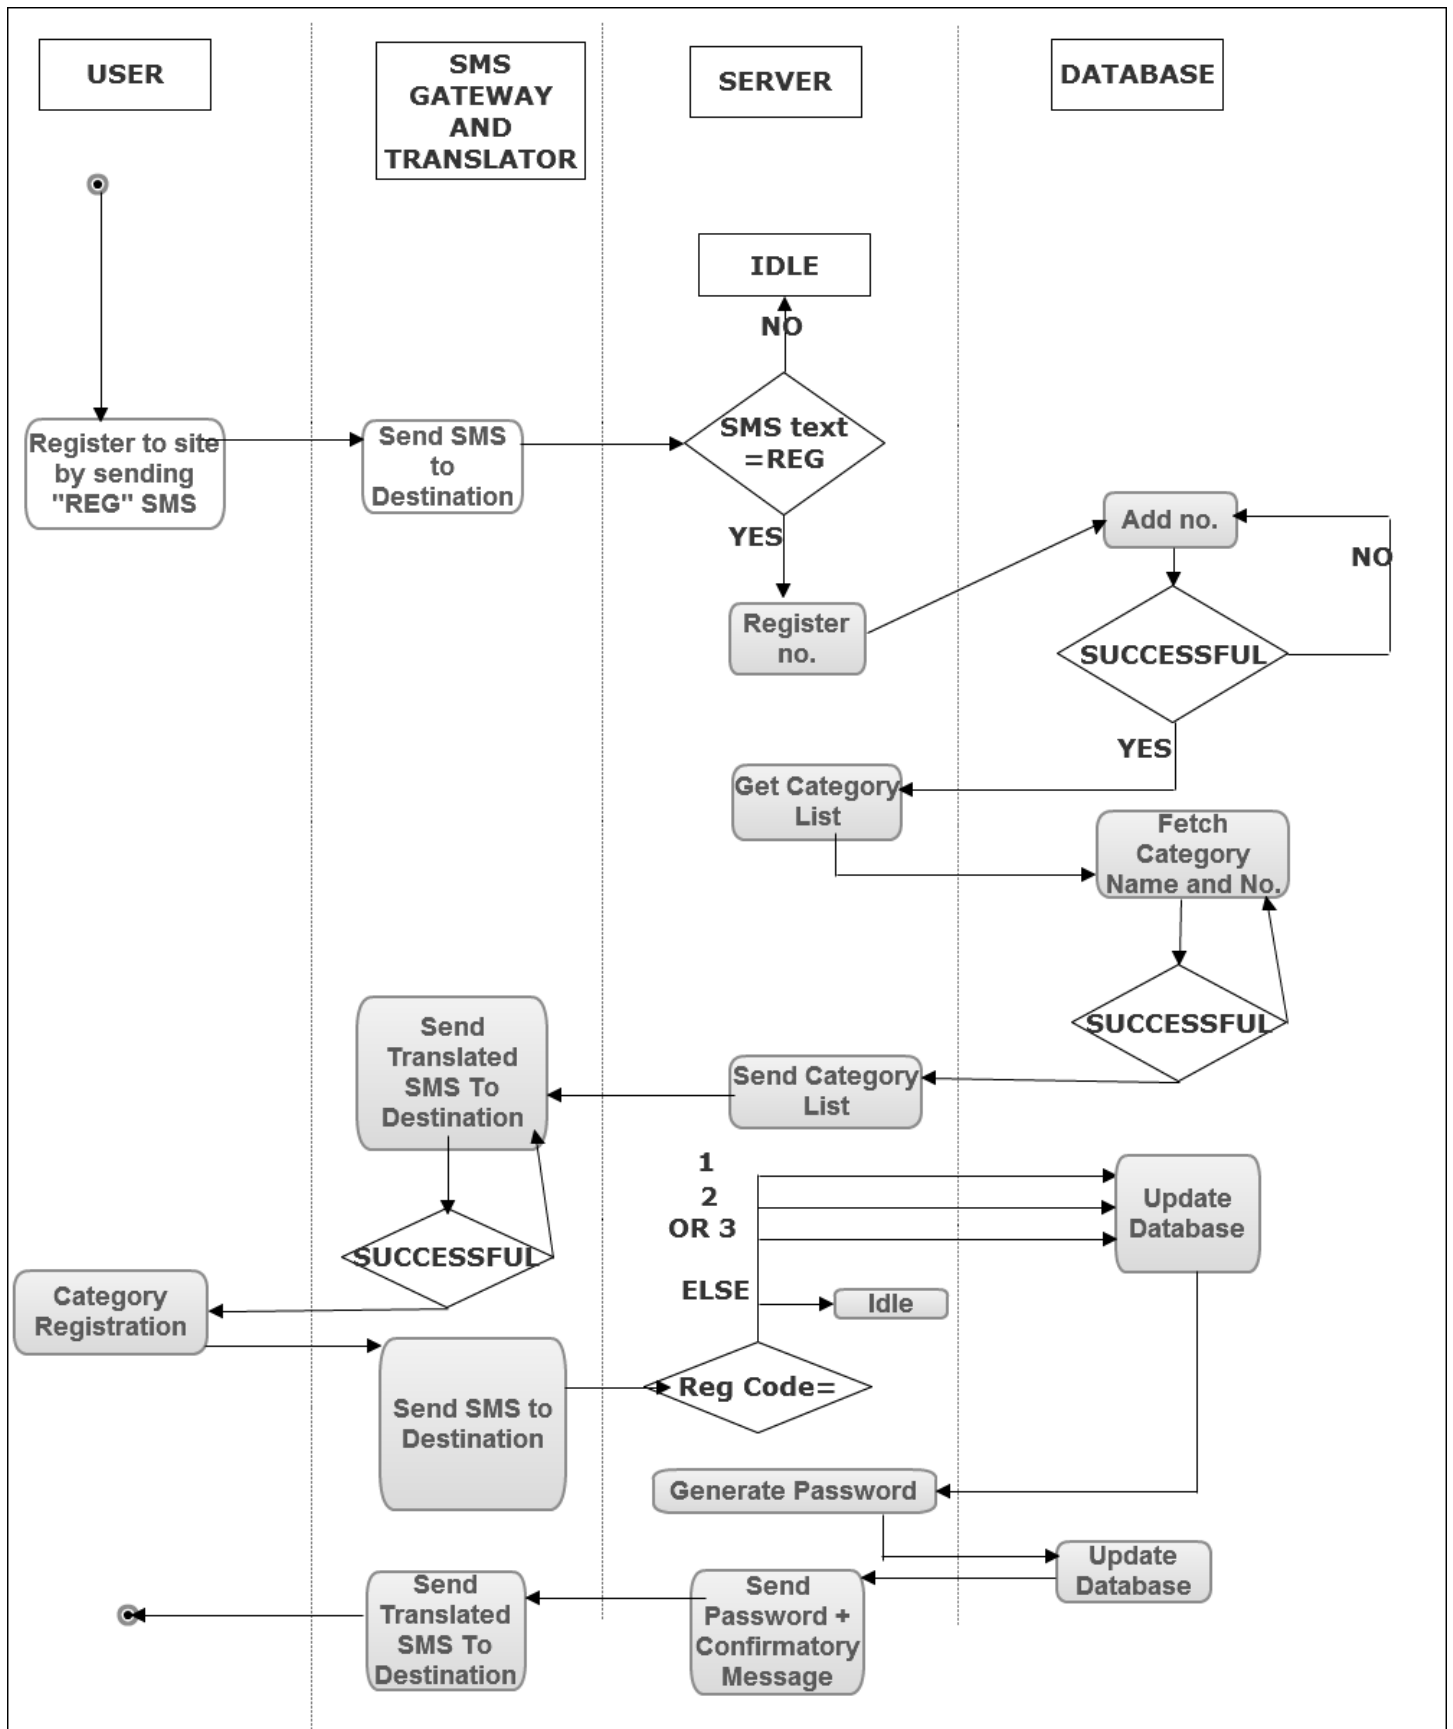 USER
SMS
GATEWAY
AND
TRANSLATOR
SERVER
DATABASE
IDLE
NO
Register to site
by sending
"REG" SMS
Send SMS
to
Destination
SMS text
=REG
YES
Add no.
NO
Register
no.
SUCCESSFUL
YES
Get Category
List
Fetch
Category
Name and No.
SUCCESSFUL
Send Category
List
Send
Translated
SMS To
Destination
SUCCESSFUL
Category
Registration
Send SMS to
Destination
1
2
OR 3
ELSE
Idle
Reg Code=
Update
Database
Generate Password
Update
Database
Send
Password +
Confirmatory
Message
Send
Translated
SMS To
Destination